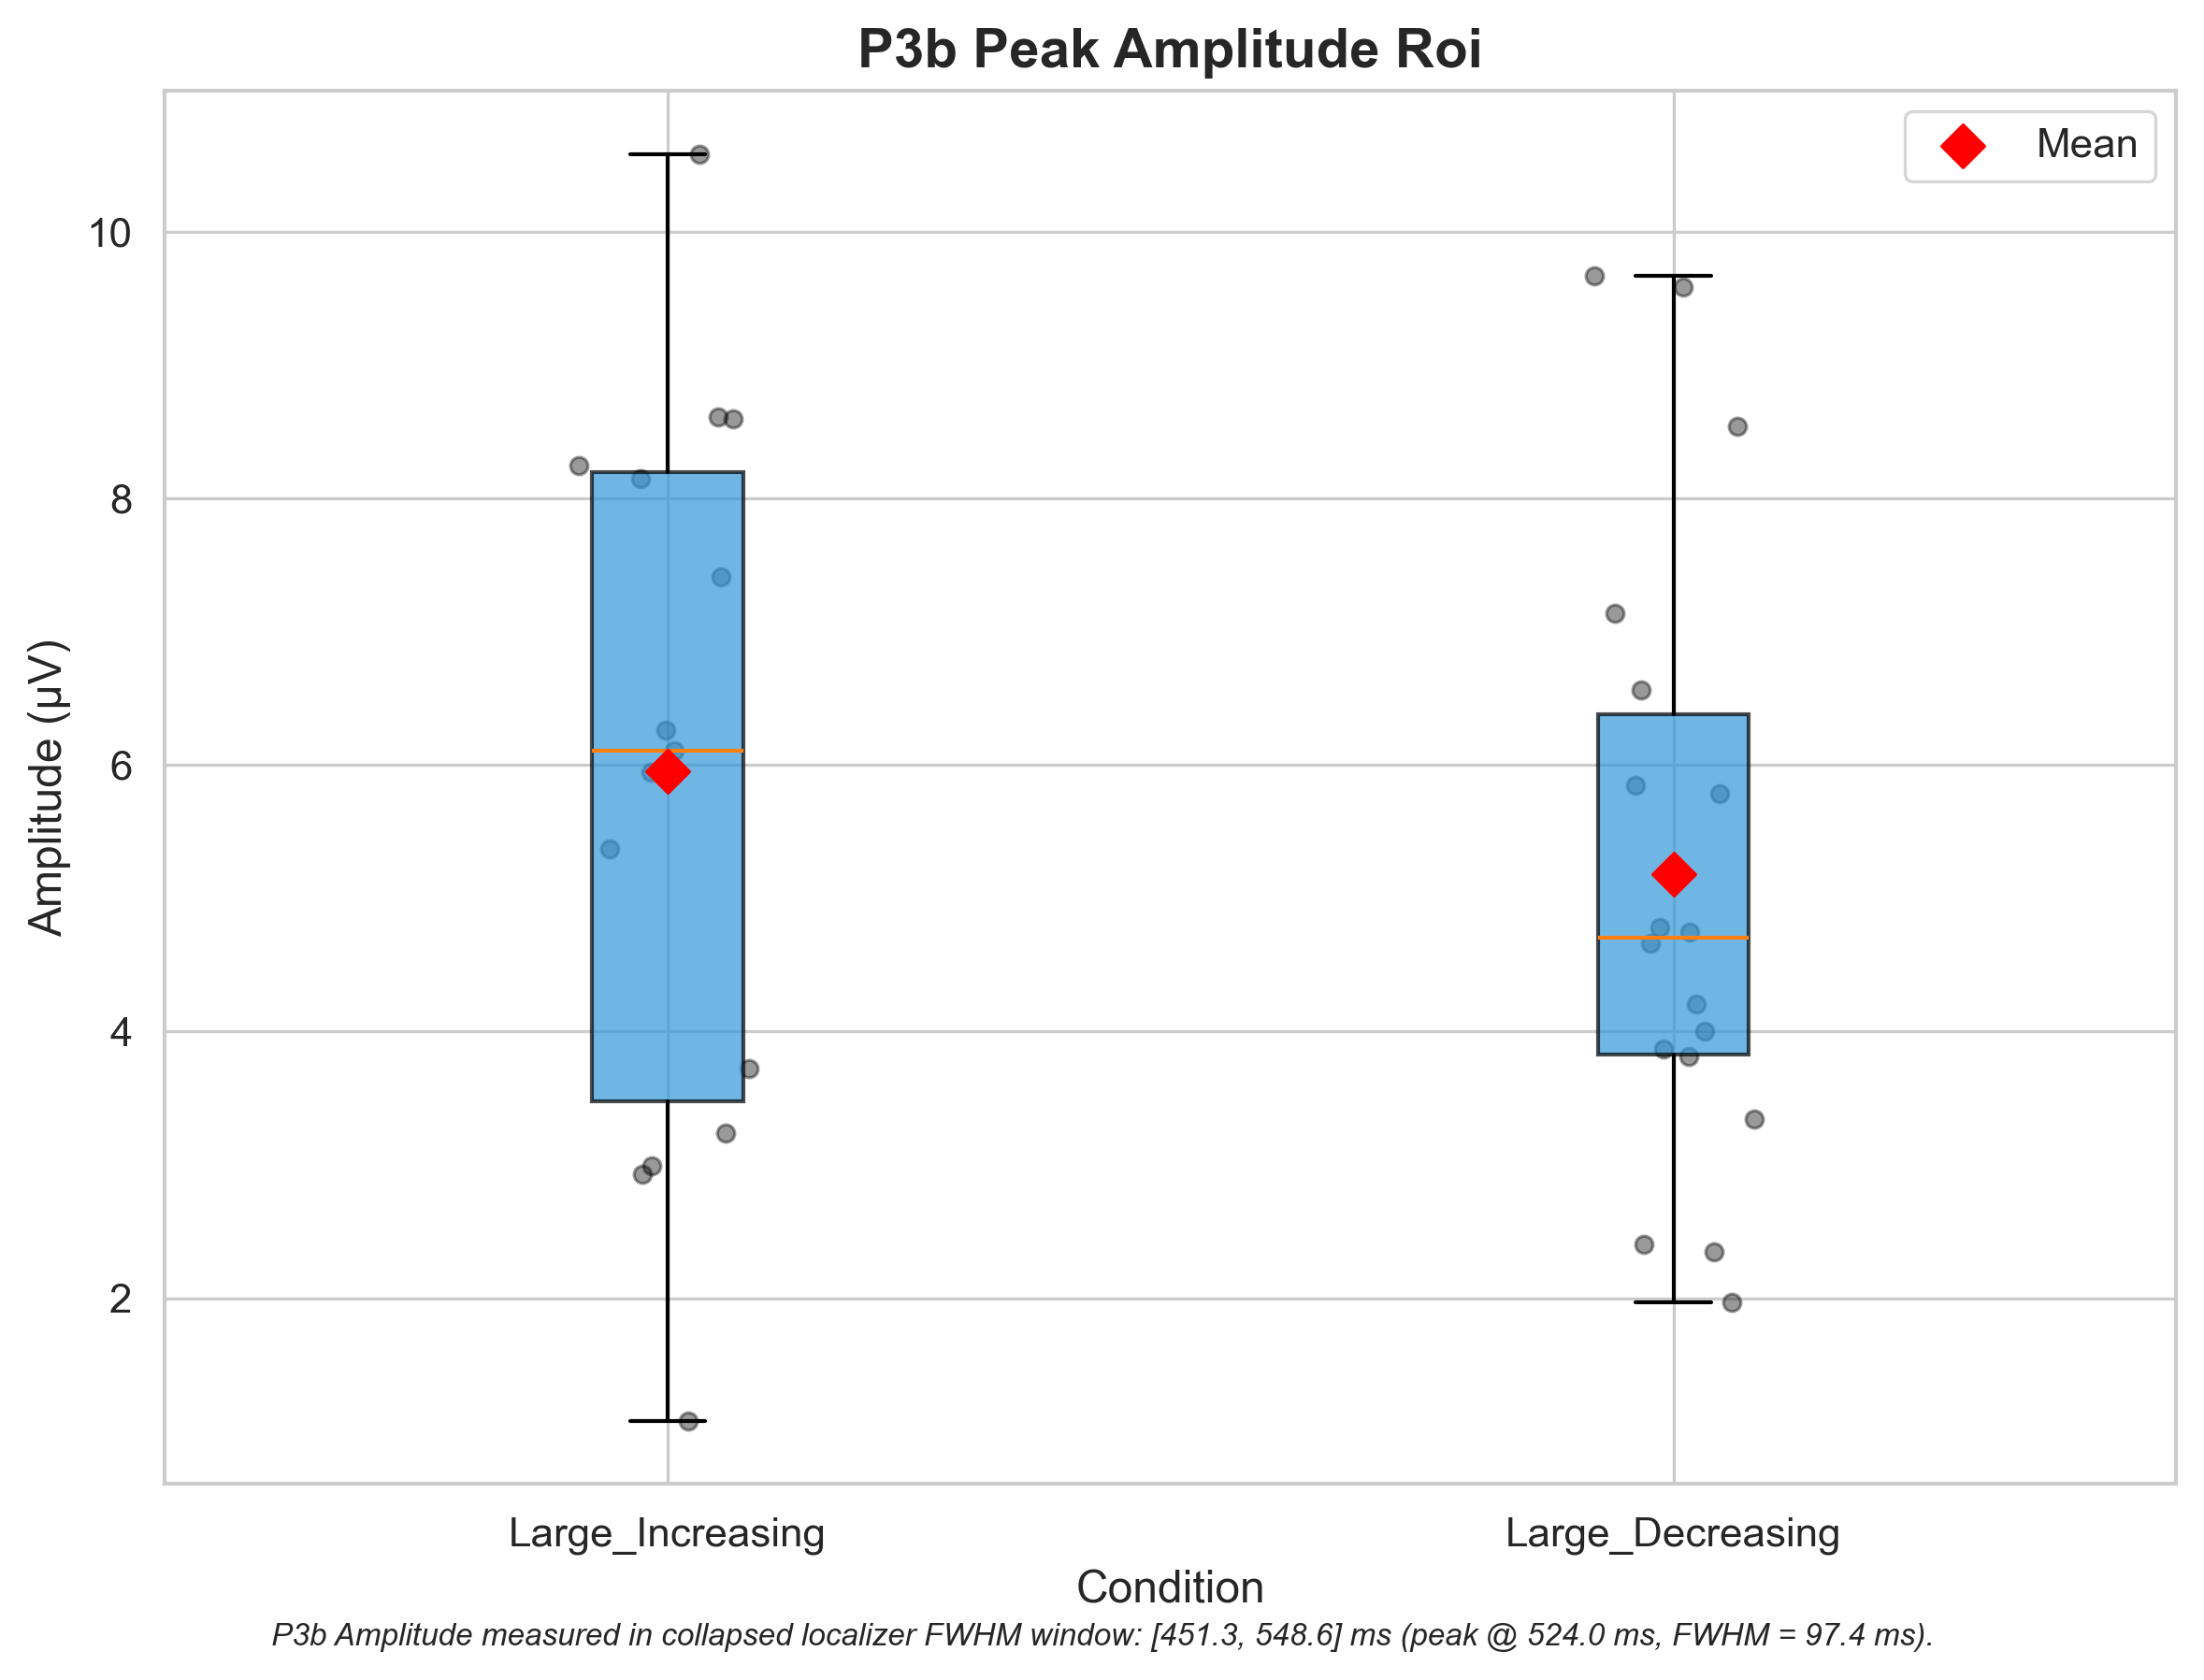 P3b Peak Amplitude Roi
Mean
10
8
6
4
2
Amplitude (µV)
Large_Increasing
Large_Decreasing
Condition
P3b Amplitude measured in collapsed localizer FWHM window: [451.3, 548.6] ms (peak @ 524.0 ms, FWHM = 97.4 ms).